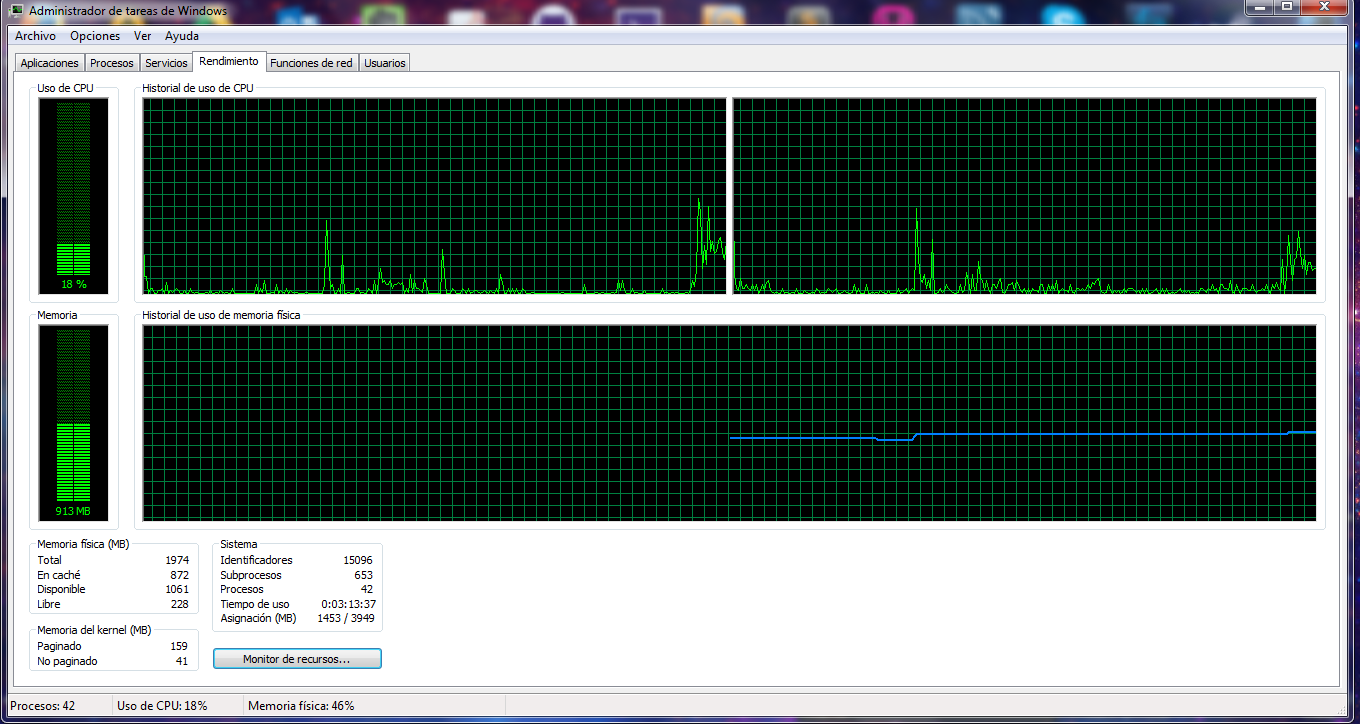 Administrador de tareas de Windows
Archivo Opciones Ver Ayuda
Aplicaciones Procesos Servicios Rendimiento Funciones de red Usuarios
Uso de CPU Historial de uso de CPU
18 %
Memoria Historial de uso de memoria física
913 MB
Memoria física (MB)
Total 1974
En caché 872
Disponible 1061
Libre 228
Memoria del kernel (MB)
Paginado 159
No paginado 41
Sistema
Identificadores 15096
Subprocesos 653
Procesos 42
Tiempo de uso 0:03:13:37
Asignación (MB) 1453 / 3949
Monitor de recursos...
Procesos: 42 Uso de CPU: 18% Memoria física: 46%